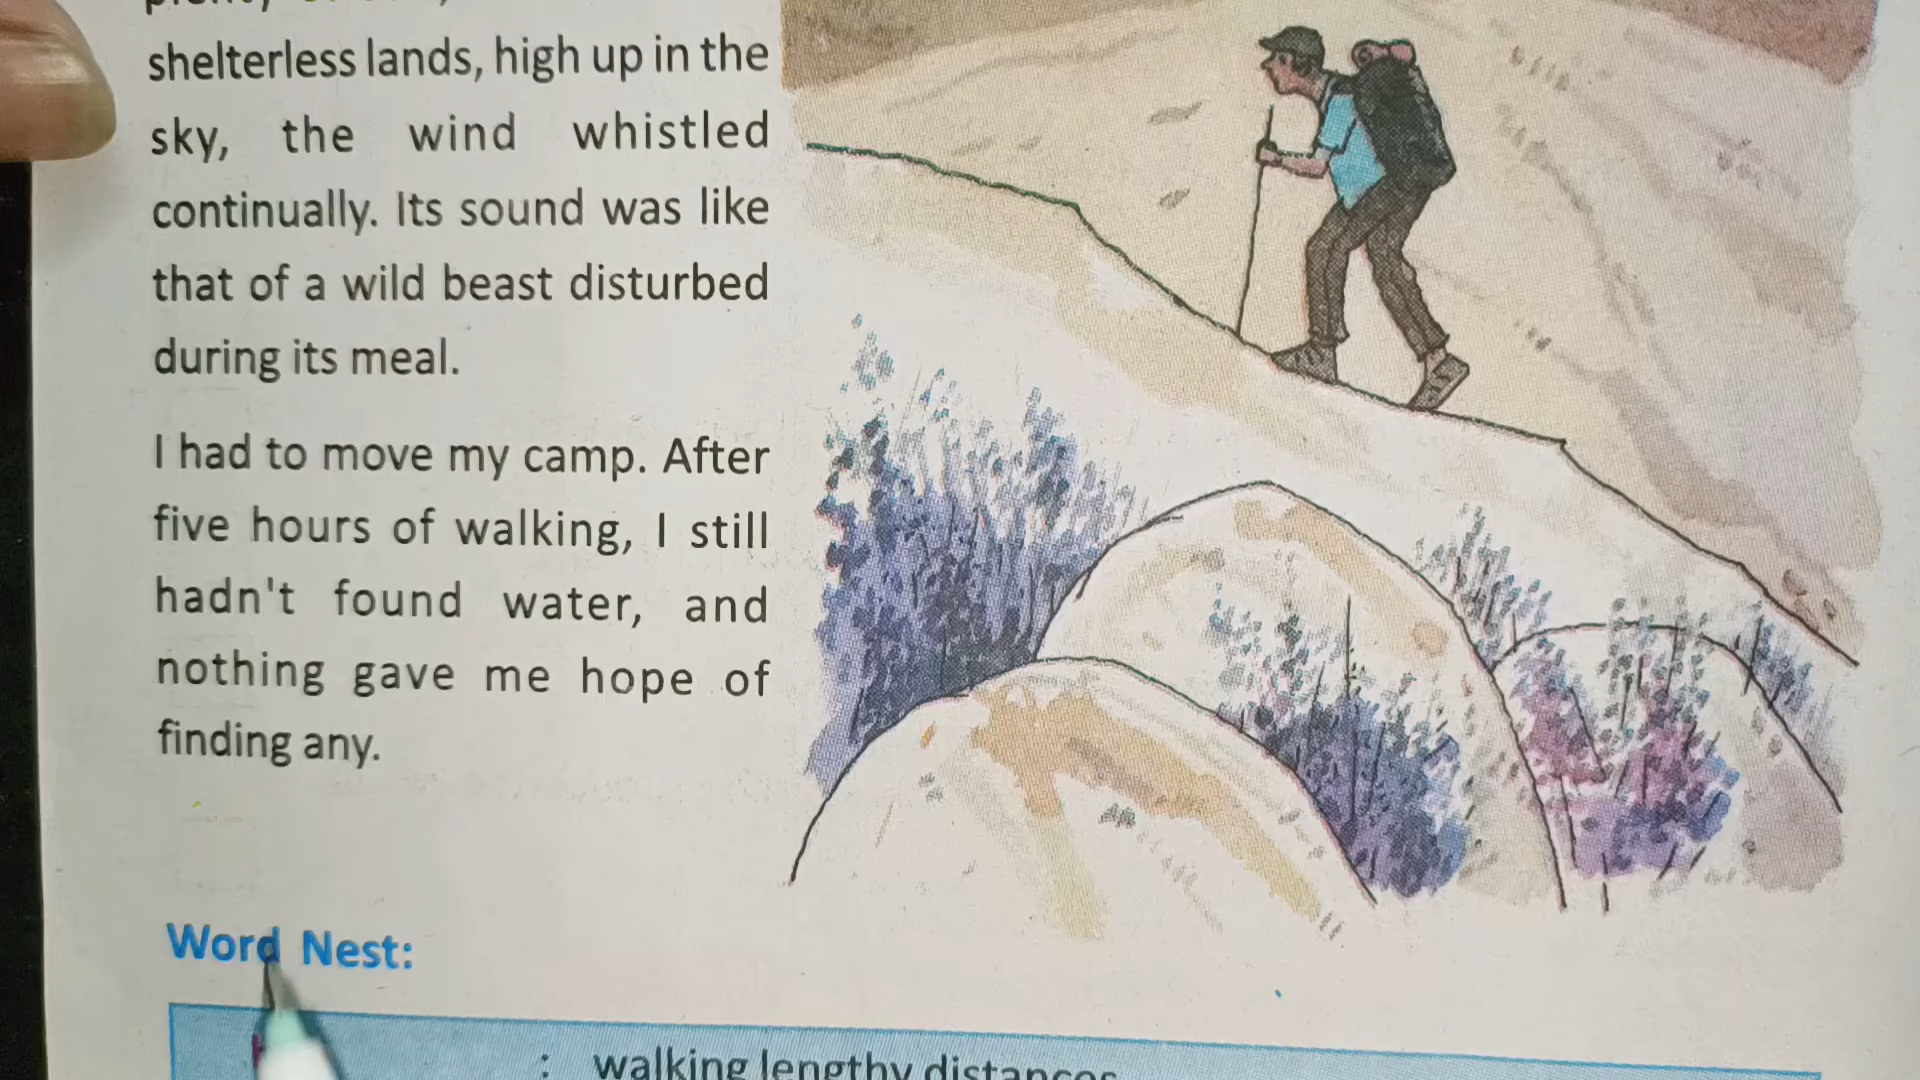 shelterless lands, high up in the
sky, the wind whistled
continually. Its sound was like
that of a wild beast disturbed
during its meal.
I had to move my camp. After
five hours of walking, I still
hadn't found water, and
nothing gave me hope of
finding any.
Word Nest:
: walking lengthy distances